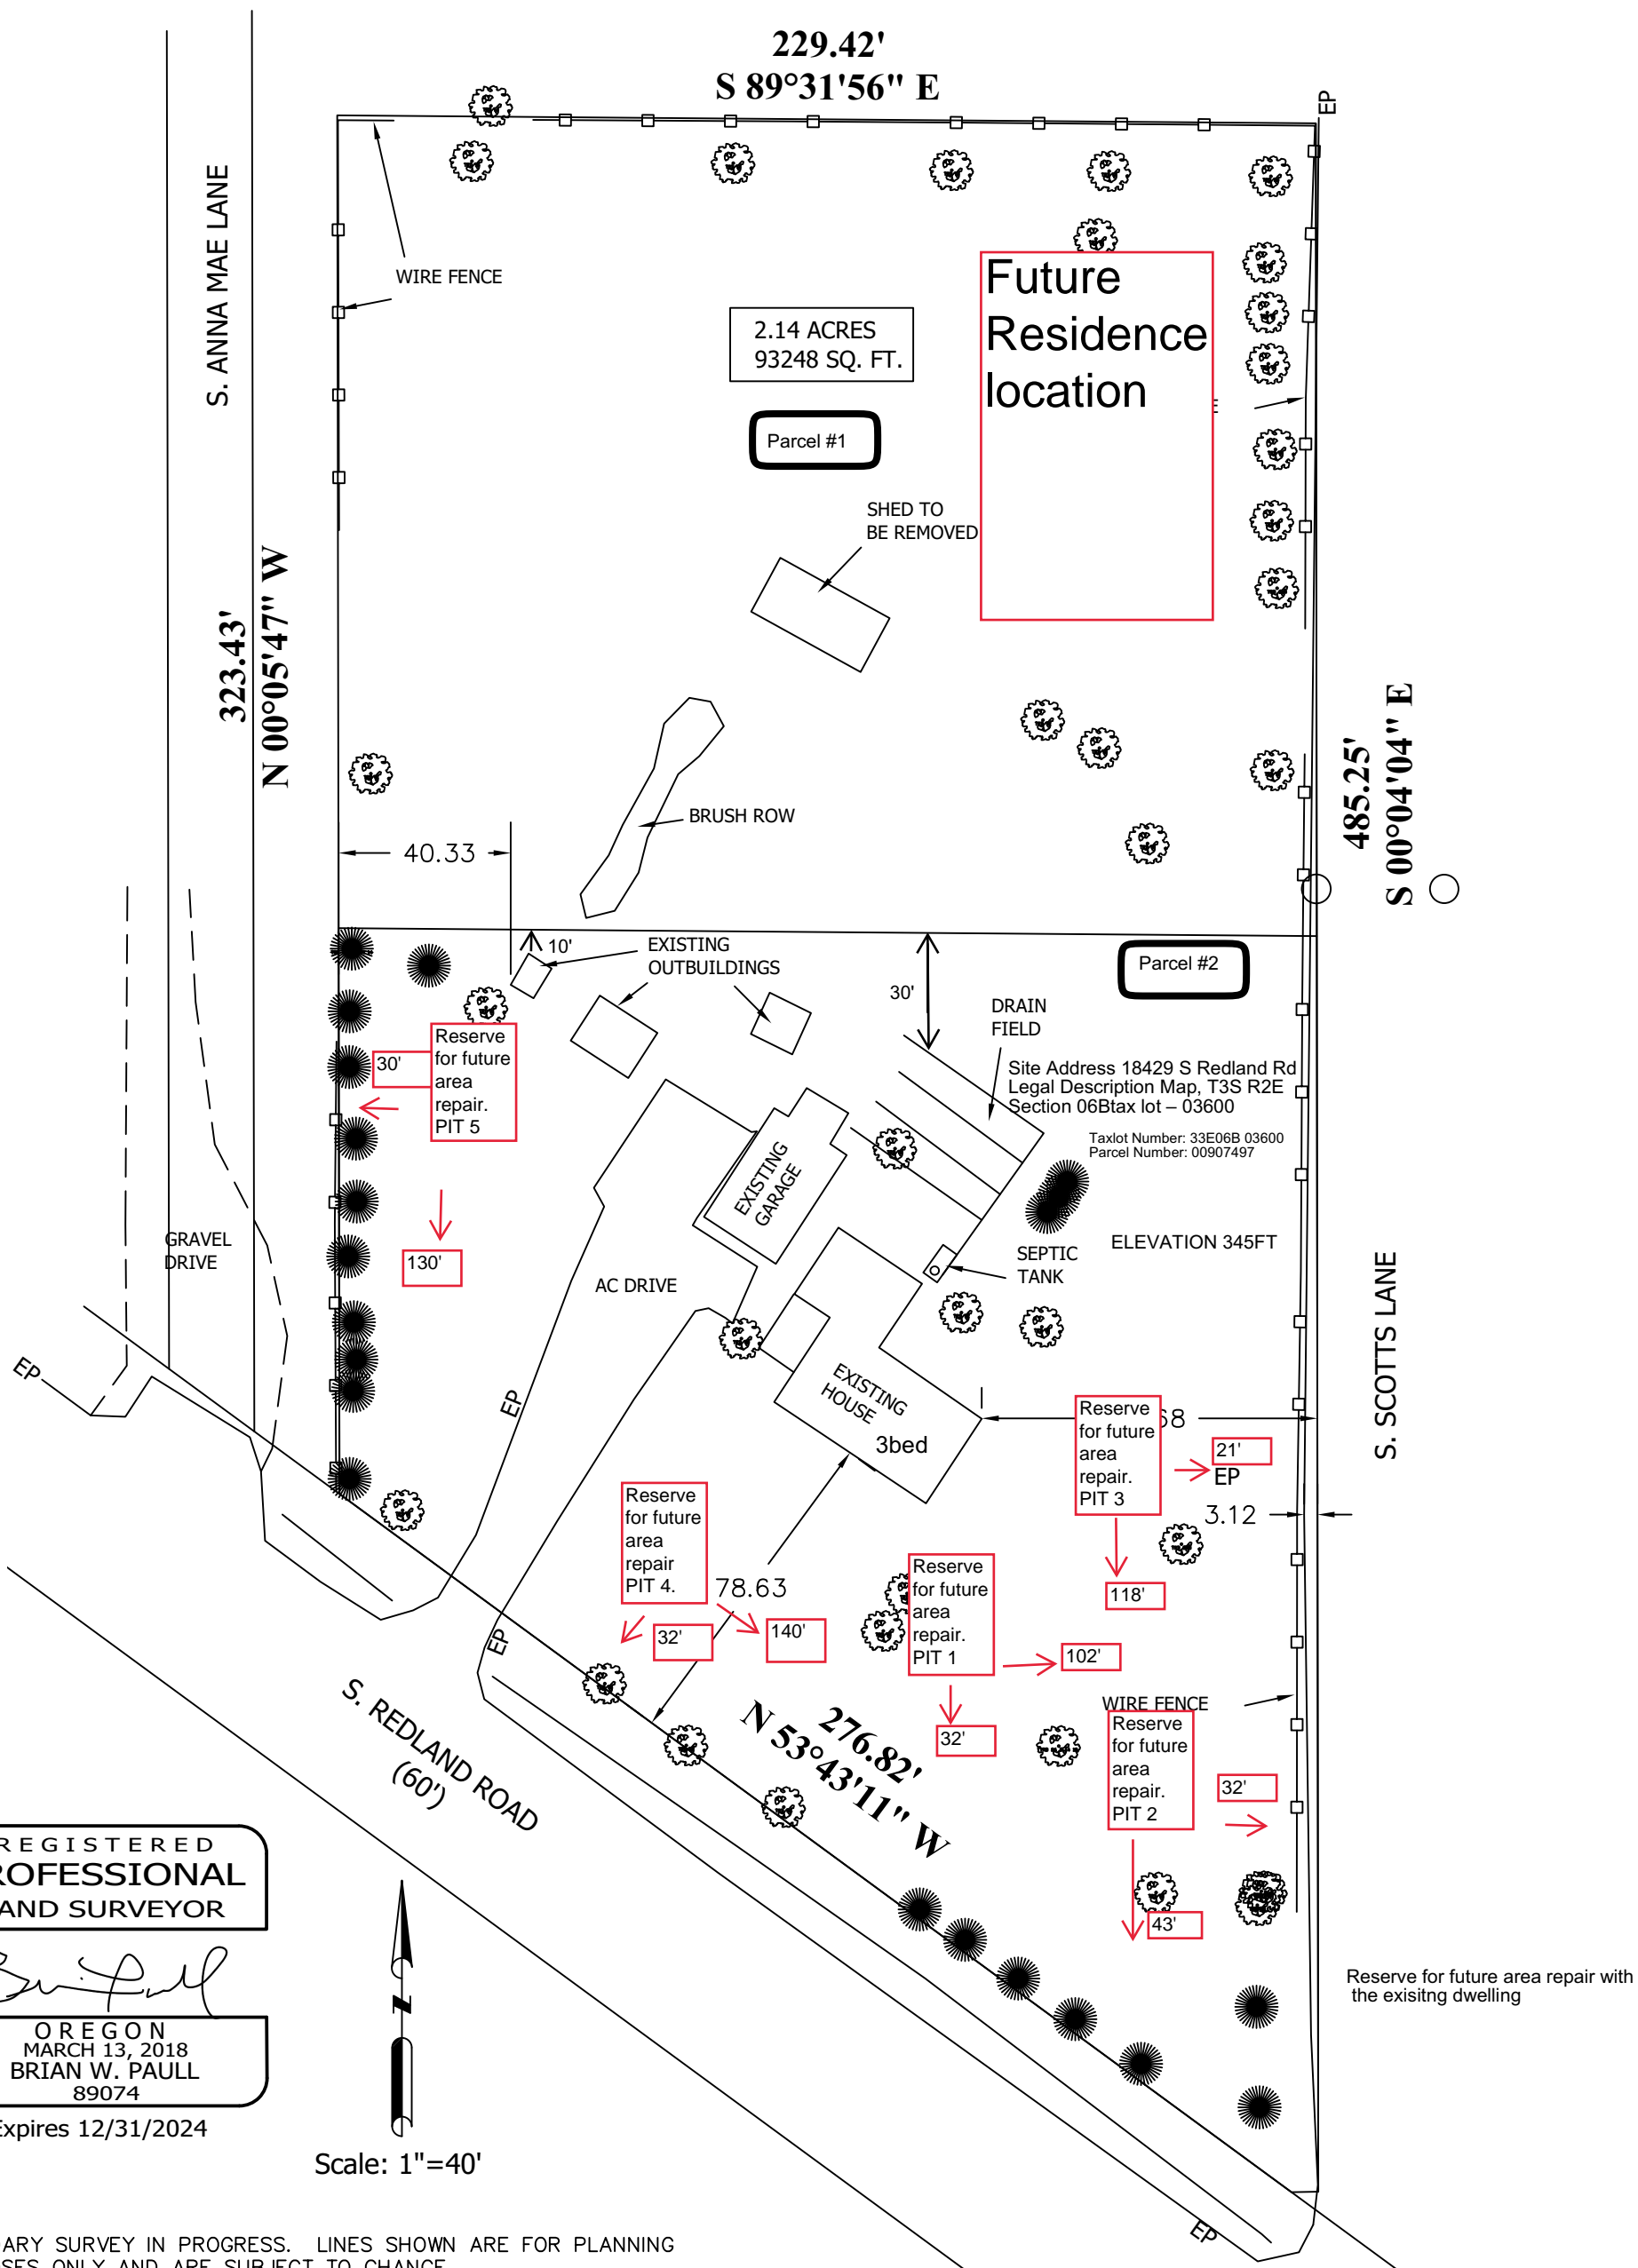 229.42'
S 89°31'56" E
EP
S. ANNA MAE LANE
WIRE FENCE
2.14 ACRES
93248 SQ. FT.
Future
Residence
location
E
Parcel #1
SHED TO
BE REMOVED
323.43'
N 00°05'47" W
485.25'
S 00°04'04" E
BRUSH ROW
40.33
10'
EXISTING
OUTBUILDINGS
Parcel #2
30'
DRAIN
FIELD
Reserve
for future
area
repair.
PIT 5
30'
Site Address 18429 S Redland Rd
Legal Description Map, T3S R2E
Section 06Btax lot – 03600
Taxlot Number: 33E06B 03600
Parcel Number: 00907497
EXISTING
GARAGE
GRAVEL
DRIVE
130'
AC DRIVE
SEPTIC
TANK
ELEVATION 345FT
S. SCOTTS LANE
EP
EP
EXISTING
HOUSE
3bed
Reserve
for future
area
repair.
PIT 3
68
21'
EP
3.12
118'
Reserve
for future
area
repair
PIT 4.
78.63
32'
140'
Reserve
for future
area
repair.
PIT 1
102'
32'
EP
S. REDLAND ROAD
(60')
276.82'
N 53°43'11" W
WIRE FENCE
Reserve
for future
area
repair.
PIT 2
32'
43'
REGISTERED
ROFESSIONAL
AND SURVEYOR
OREGON
MARCH 13, 2018
BRIAN W. PAULL
89074
Expires 12/31/2024
Scale: 1"=40'
Reserve for future area repair with
the exisitng dwelling
EP
ARY SURVEY IN PROGRESS. LINES SHOWN ARE FOR PLANNING
SES ONLY AND ARE SUBJECT TO CHANGE